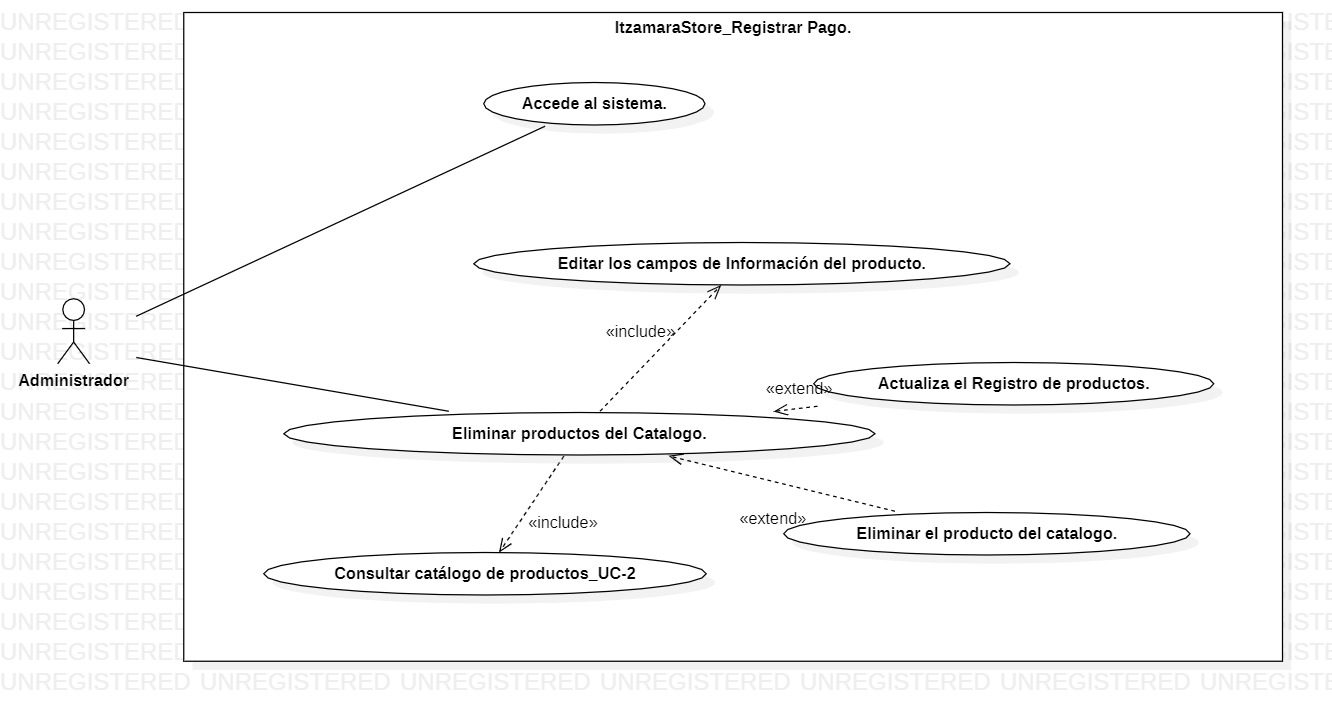 ItzamaraStore_Registrar Pago.
Accede al sistema.
Editar los campos de Información del producto.
«include»
Administrador
Actualiza el Registro de productos.
«extend»
Eliminar productos del Catalogo.
«extend»
«include»
Eliminar el producto del catalogo.
Consultar catálogo de productos_UC-2
UNREGISTERED UNREGISTERED UNREGISTERED UNREGISTERED UNREGISTERED UNREGISTERED UNREGISTE